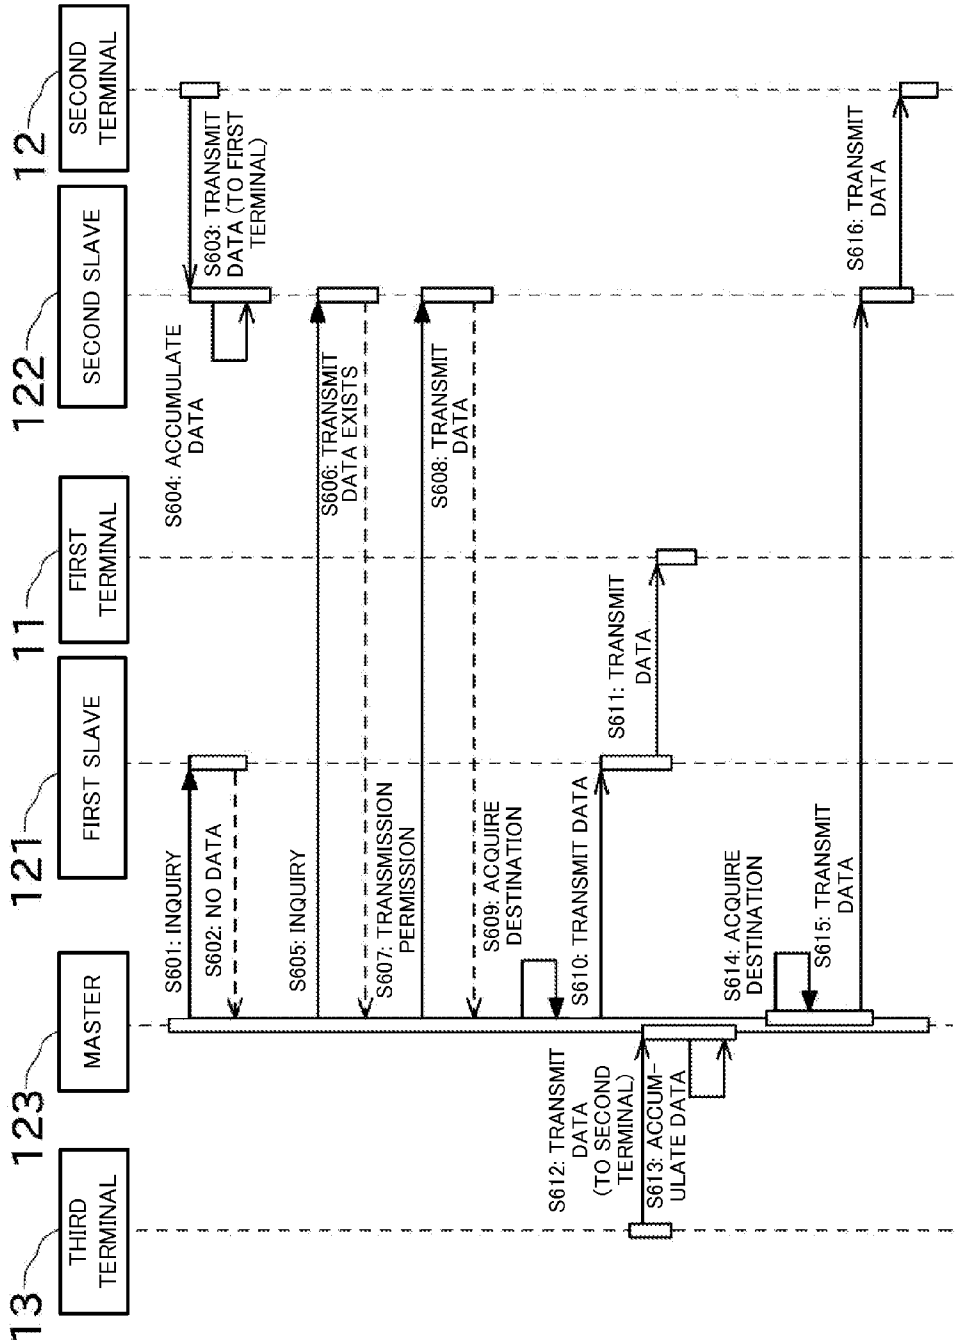 13
THIRD
TERMINAL
123
MASTER
121
FIRST SLAVE
11
FIRST
TERMINAL
122
SECOND SLAVE
12
SECOND
TERMINAL
S601: INQUIRY
S602: NO DATA
S603: TRANSMIT
DATA (TO FIRST
TERMINAL)
S604: ACCUMULATE
DATA
S605: INQUIRY
S606: TRANSMIT
DATA EXISTS
S607: TRANSMISSION
PERMISSION
S608: TRANSMIT
DATA
S609: ACQUIRE
DESTINATION
S610: TRANSMIT DATA
S611: TRANSMIT
DATA
S612: TRANSMIT
DATA
(TO SECOND
TERMINAL)
S613: ACCUM-
ULATE DATA
S614: ACQUIRE
DESTINATION
S615: TRANSMIT
DATA
S616: TRANSMIT
DATA